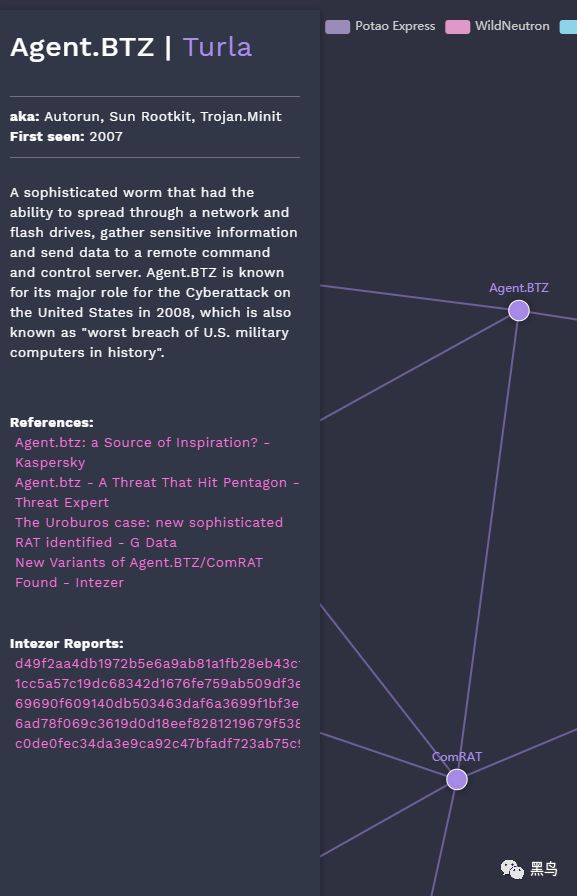 Agent.BTZ | Turla
Potao Express
WildNeutron
aka: Autorun, Sun Rootkit, Trojan.Minit
First seen: 2007
A sophisticated worm that had the
ability to spread through a network and
flash drives, gather sensitive information
and send data to a remote command
and control server. Agent.BTZ is known
for its major role for the Cyberattack on
the United States in 2008, which is also
known as "worst breach of U.S. military
computers in history".
References:
Agent.btz: a Source of Inspiration? -
Kaspersky
Agent.btz - A Threat That Hit Pentagon -
Threat Expert
The Uroburos case: new sophisticated
RAT identified - G Data
New Variants of Agent.BTZ/ComRAT
Found - Intezer
Intezer Reports:
d49f2aa4db1972b5e6a9ab81a1fb28eb43c
1cc5a57c19dc68342d1676fe759ab509df3e
69690f609140db503463daf6a3699f1bf3e
6ad78f069c3619d0d18eef8281219679f538
c0de0fec34da3e9ca92c47bfadf723ab75c
Agent.BTZ
ComRAT
黑鸟